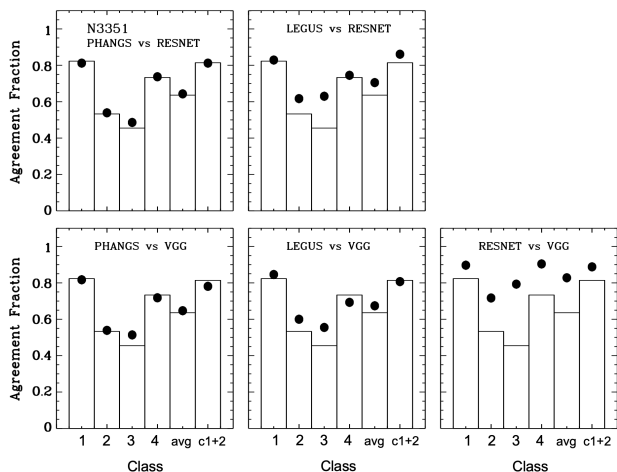 N3351
PHANGS vs RESNET
LEGUS vs RESNET
Agreement Fraction
1
0.8
0.6
0.4
0.2
0
PHANGS vs VGG
LEGUS vs VGG
RESNET vs VGG
Agreement Fraction
1
0.8
0.6
0.4
0.2
0
1 2 3 4 avg c1+2
1 2 3 4 avg c1+2
1 2 3 4 avg c1+2
Class
Class
Class